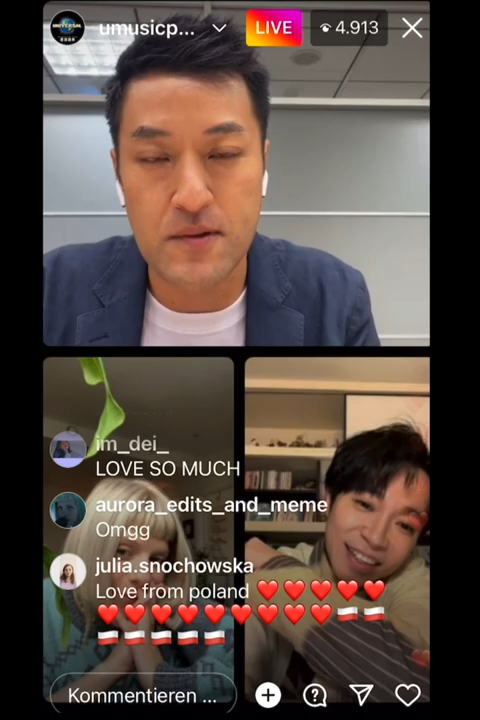 umusicp...
LIVE
4.913
im_dei_
LOVE SO MUCH
aurora_edits_and_meme
Omgg
julia.snochowska
Love from poland ❤️❤️❤️❤️❤️
❤️❤️❤️❤️❤️❤️❤️❤️❤️🇵🇱🇵🇱
🇵🇱🇵🇱🇵🇱🇵🇱🇵🇱
Kommentieren ...